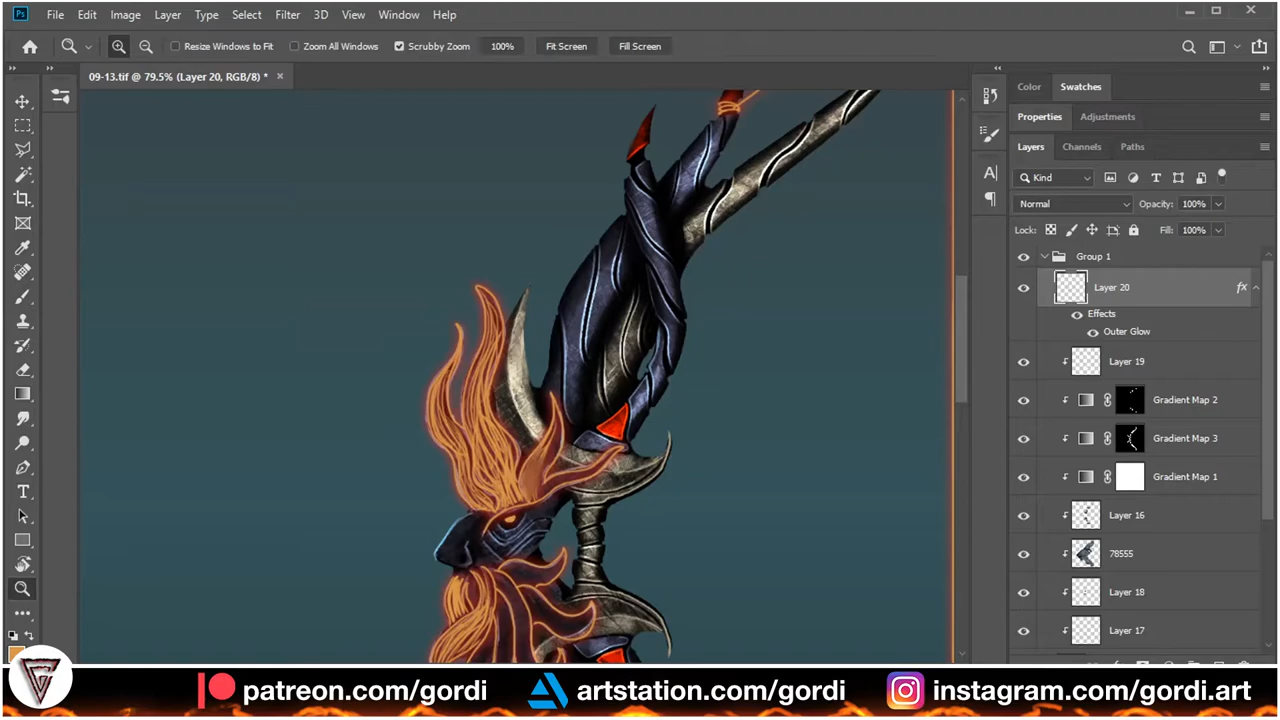 Ps File Edit Image Layer Type Select Filter 3D View Window Help
Resize Windows to Fit Zoom All Windows Scrubby Zoom 100% Fit Screen Fill Screen
09-13.tif @ 79.5% (Layer 20, RGB/8) *
Color Swatches
Properties Adjustments
Layers Channels Paths
Kind
Normal Opacity: 100%
Lock: Fill: 100%
Group 1
Layer 20 fx
Effects
Outer Glow
Layer 19
Gradient Map 2
Gradient Map 3
Gradient Map 1
Layer 16
78555
Layer 18
Layer 17
patreon.com/gordi artstation.com/gordi instagram.com/gordi.art